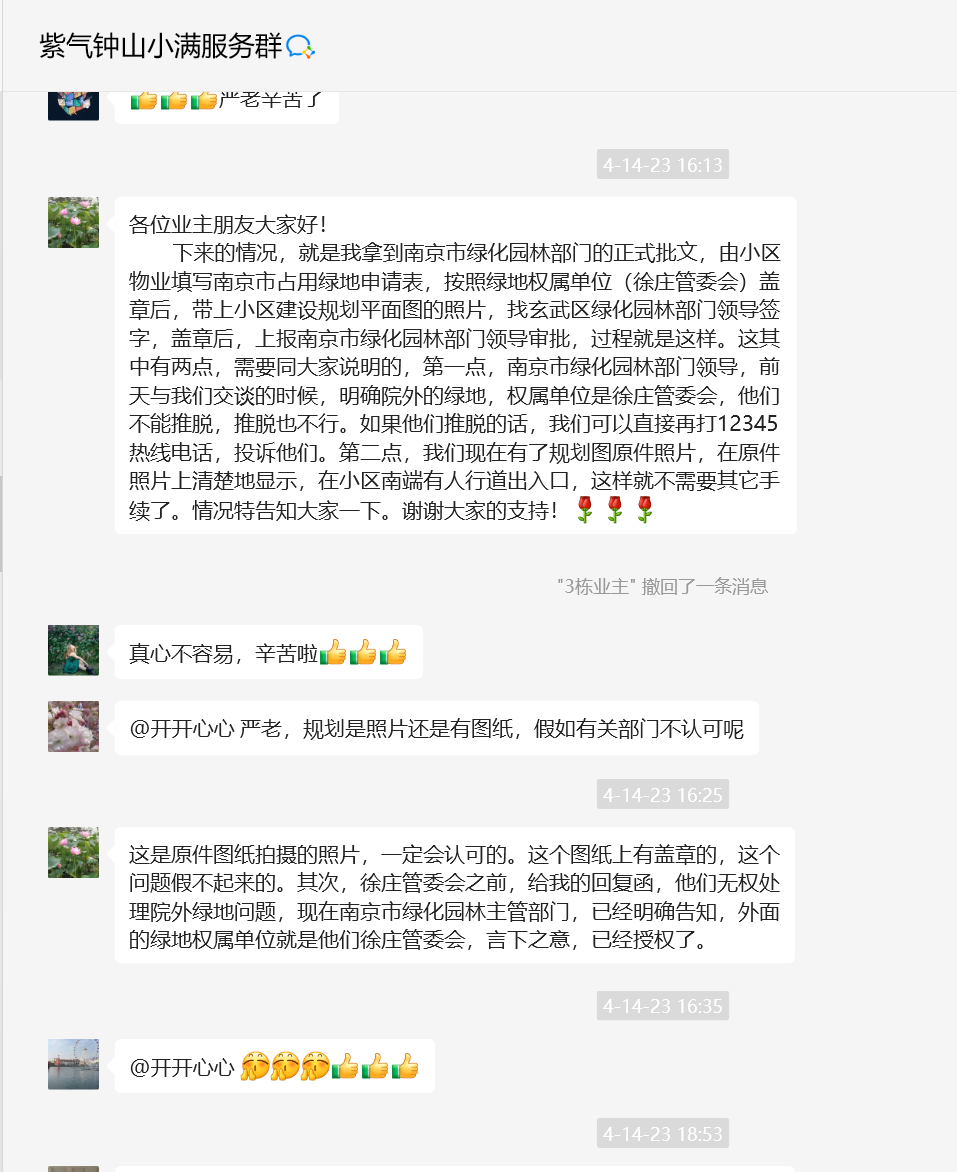 紫气钟山小满服务群
严老辛苦了
4-14-23 16:13
各位业主朋友大家好！
下来的情况，就是我拿到南京市绿化园林部门的正式批文，由小区
物业填写南京市占用绿地申请表，按照绿地权属单位（徐庄管委会）盖
章后，带上小区建设规划平面图的照片，找玄武区绿化园林部门领导签
字，盖章后，上报南京市绿化园林部门领导审批，过程就是这样。这其
中有两点，需要同大家说明的，第一点，南京市绿化园林部门领导，前
天与我们交谈的时候，明确院外的绿地，权属单位是徐庄管委会，他们
不能推脱，推脱也不行。如果他们推脱的话，我们可以直接再打12345
热线电话，投诉他们。第二点，我们现在有了规划图原件照片，在原件
照片上清楚地显示，在小区南端有人行道出入口，这样就不需要其它手
续了。情况特告知大家一下。谢谢大家的支持！🌹🌹🌹
"3栋业主" 撤回了一条消息
真心不容易，辛苦啦👍👍👍
@开开心心 严老，规划是照片还是有图纸，假如有关部门不认可呢
4-14-23 16:25
这是原件图纸拍摄的照片，一定会认可的。这个图纸上有盖章的，这个
问题假不起来的。其次，徐庄管委会之前，给我的回复函，他们无权处
理院外绿地问题，现在南京市绿化园林主管部门，已经明确告知，外面
的绿地权属单位就是他们徐庄管委会，言下之意，已经授权了。
4-14-23 16:35
@开开心心
4-14-23 18:53